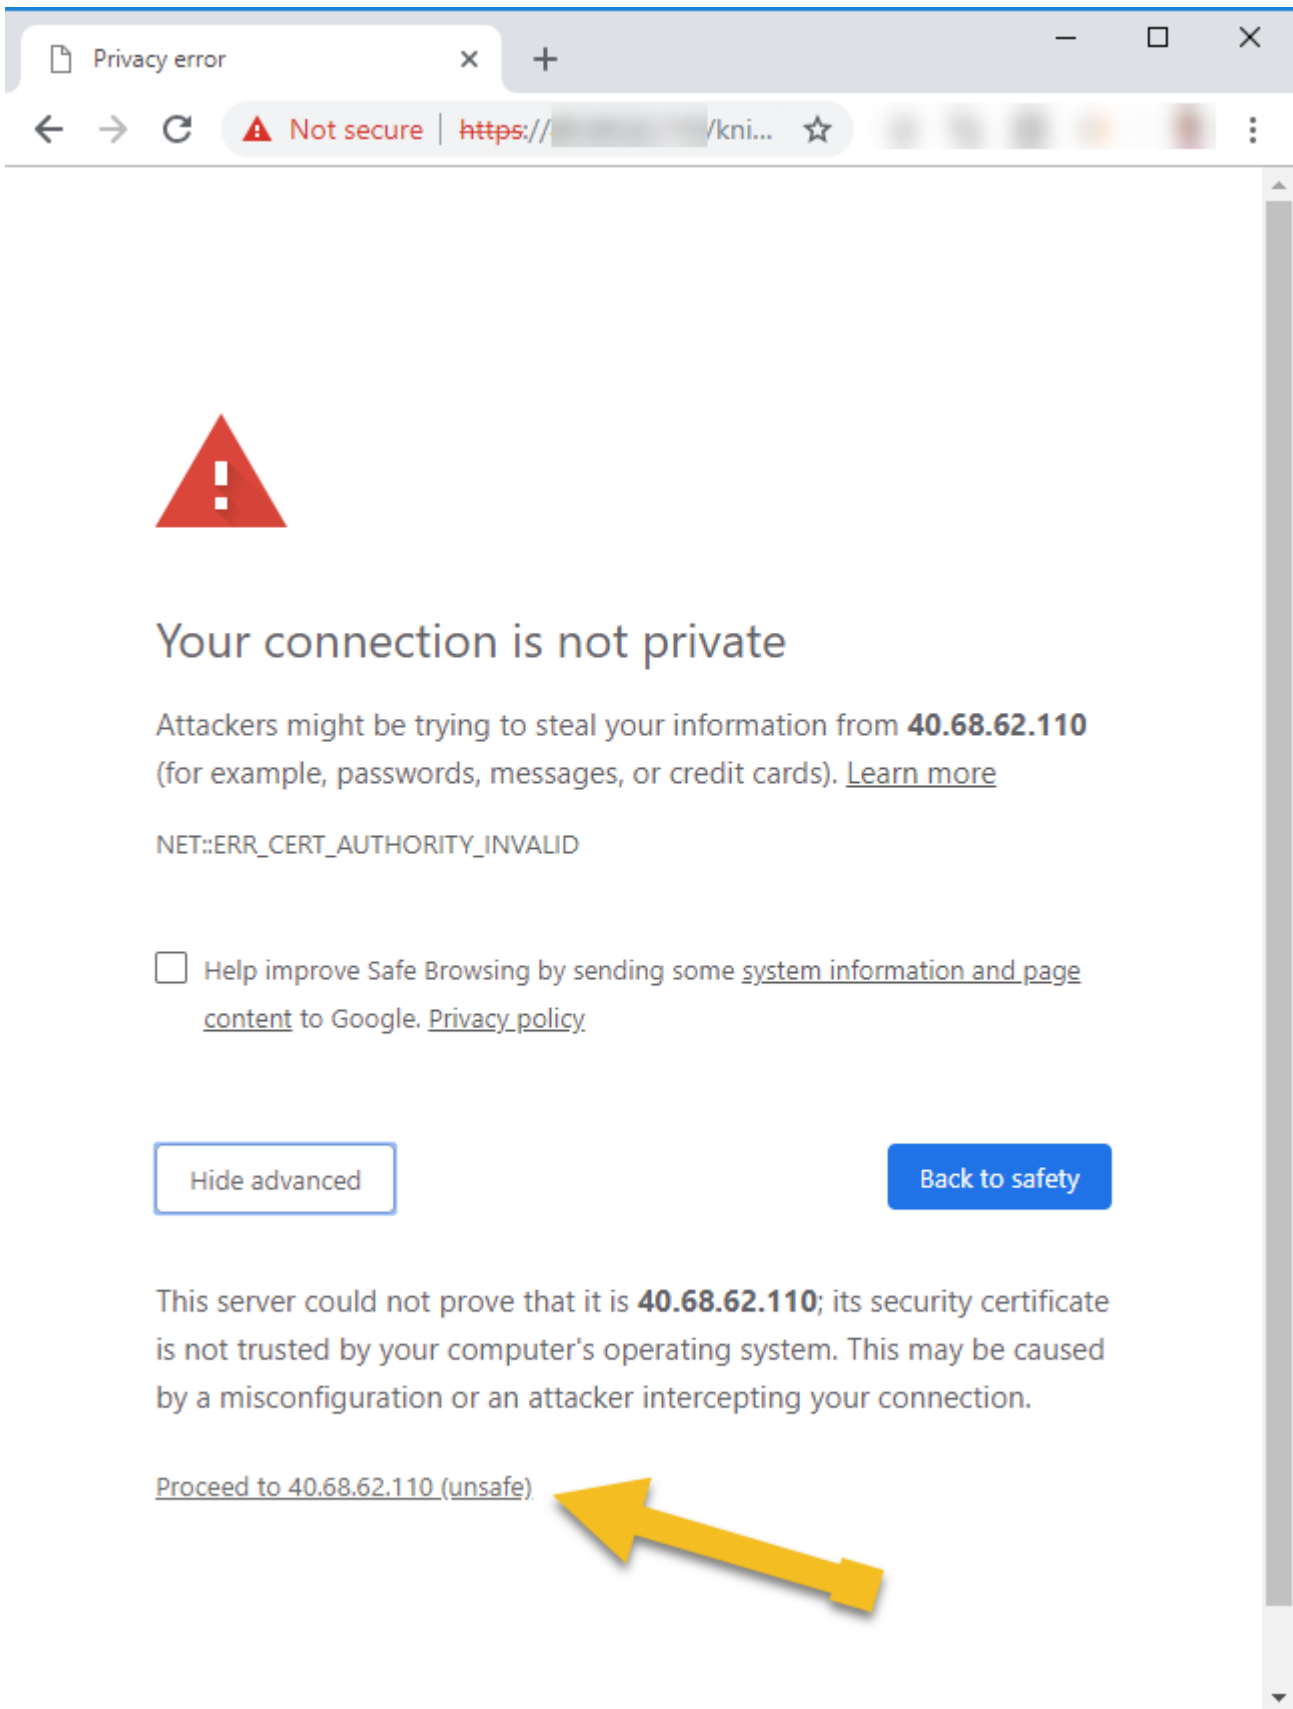 Privacy error
Not secure
https://
/kni...
Your connection is not private
Attackers might be trying to steal your information from 40.68.62.110
(for example, passwords, messages, or credit cards). Learn more
NET::ERR_CERT_AUTHORITY_INVALID
Help improve Safe Browsing by sending some system information and page
content to Google. Privacy policy
Hide advanced
Back to safety
This server could not prove that it is 40.68.62.110; its security certificate
is not trusted by your computer's operating system. This may be caused
by a misconfiguration or an attacker intercepting your connection.
Proceed to 40.68.62.110 (unsafe)